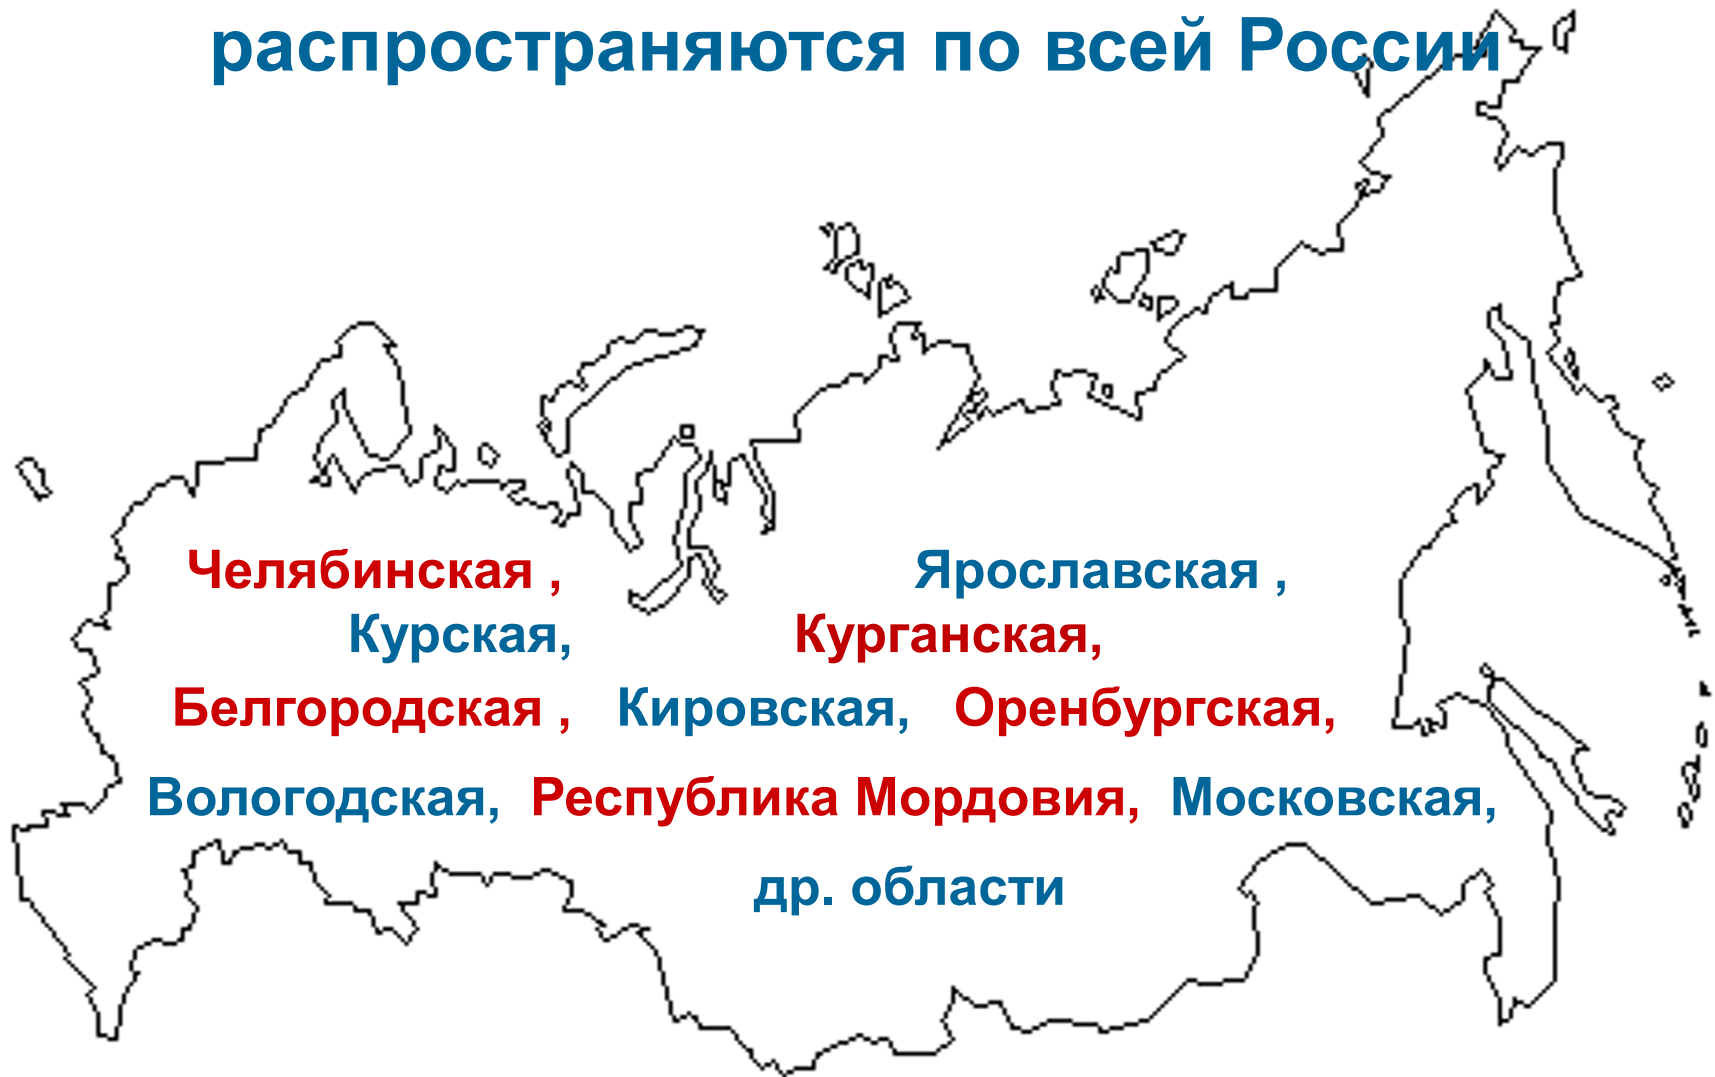 распространяются по всей России
Челябинская , Ярославская ,
Курская, Курганская,
Белгородская , Кировская, Оренбургская,
Вологодская, Республика Мордовия, Московская,
др. области